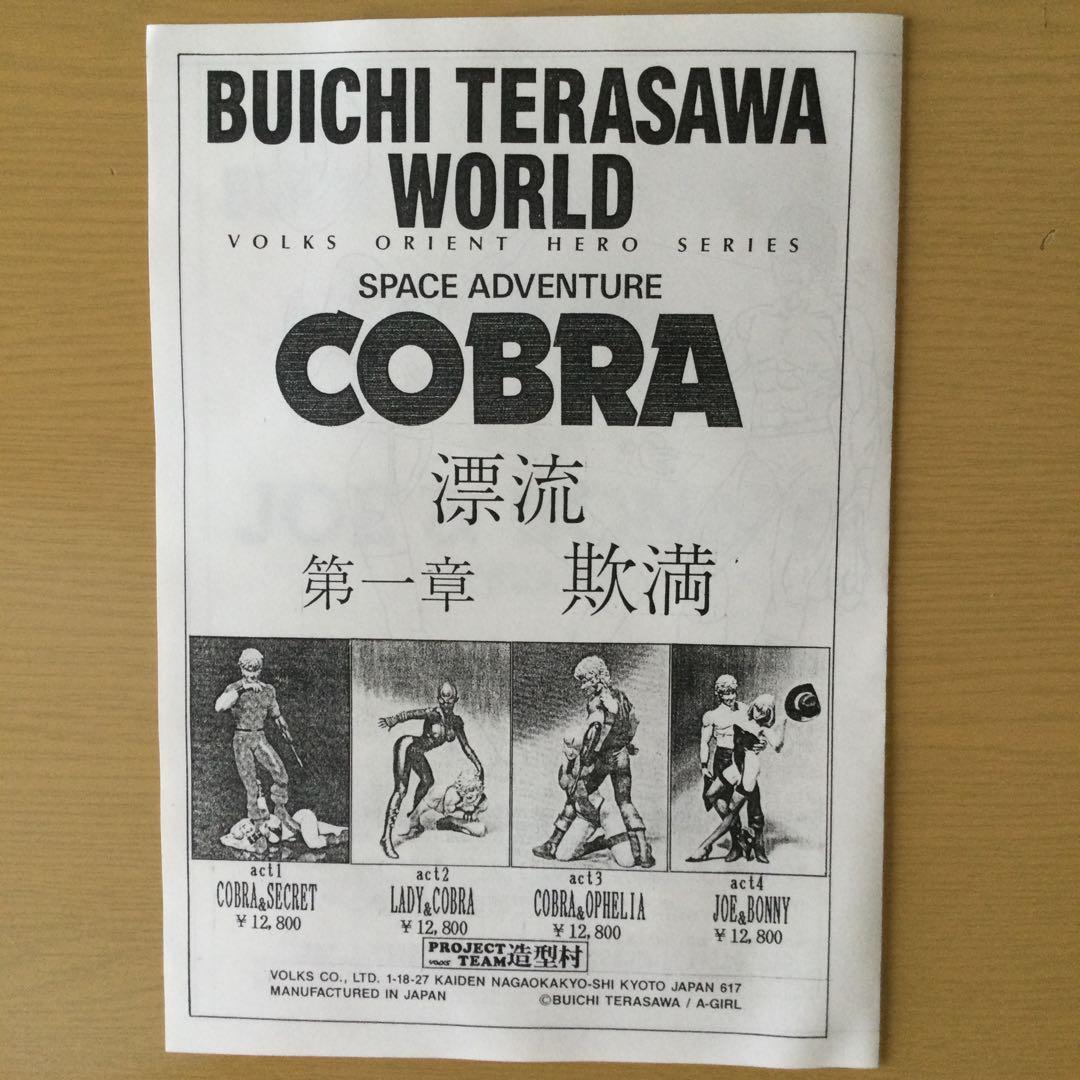 BUICHI TERASAWA
WORLD
VOLKS ORIENT HERO SERIES
SPACE ADVENTURE
COBRA
漂流
第一章 欺満
act1
COBRA&SECRET
¥12,800
act2
LADY&COBRA
¥12,800
act3
COBRA&OPHELIA
¥12,800
act4
JOE&BONNY
¥12,800
PROJECT
VOLKS TEAM造型村
VOLKS CO., LTD. 1-18-27 KAIDEN NAGAOKAKYO-SHI KYOTO JAPAN 617
MANUFACTURED IN JAPAN ©BUICHI TERASAWA / A-GIRL